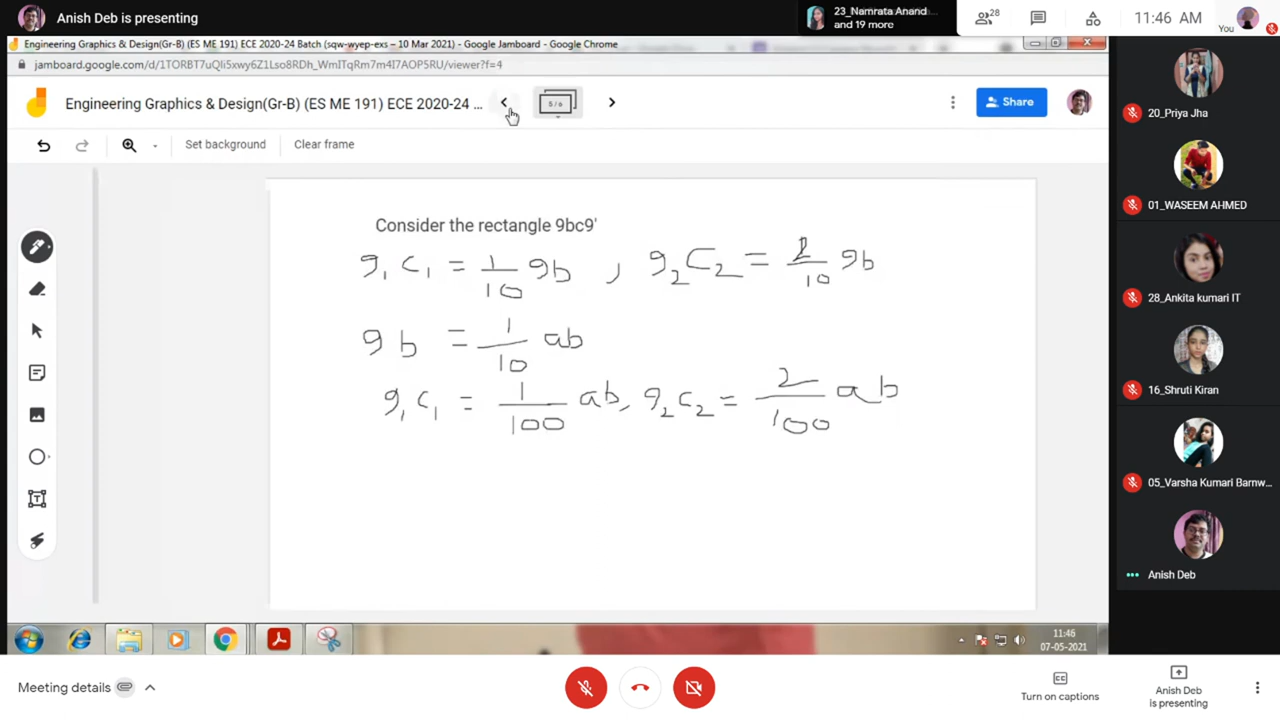 Anish Deb is presenting
23_Namrata Anand
and 19 more
28
11:46 AM
You
Engineering Graphics & Design(Gr-B) (ES ME 191) ECE 2020-24 Batch (sqw-wyep-exs – 10 Mar 2021) - Google Jamboard - Google Chrome
jamboard.google.com/d/1TORBT7uQIi5xwy6Z1Lso8RDh_WmITqRm7m4I7AOP5RU/viewer?f=4
Engineering Graphics & Design(Gr-B) (ES ME 191) ECE 2020-24 ...
5/6
Share
Set background
Clear frame
Consider the rectangle 9bc9'
9₁c₁ = 1/10 9b , 9₂C₂ = 2/10 9b
9b = 1/10 ab
9₁c₁ = 1/100 ab, 9₂c₂ = 2/100 ab
20_Priya Jha
01_WASEEM AHMED
28_Ankita kumari IT
16_Shruti Kiran
05_Varsha Kumari Barnw...
Anish Deb
11:46
07-05-2021
Meeting details
Turn on captions
Anish Deb
is presenting